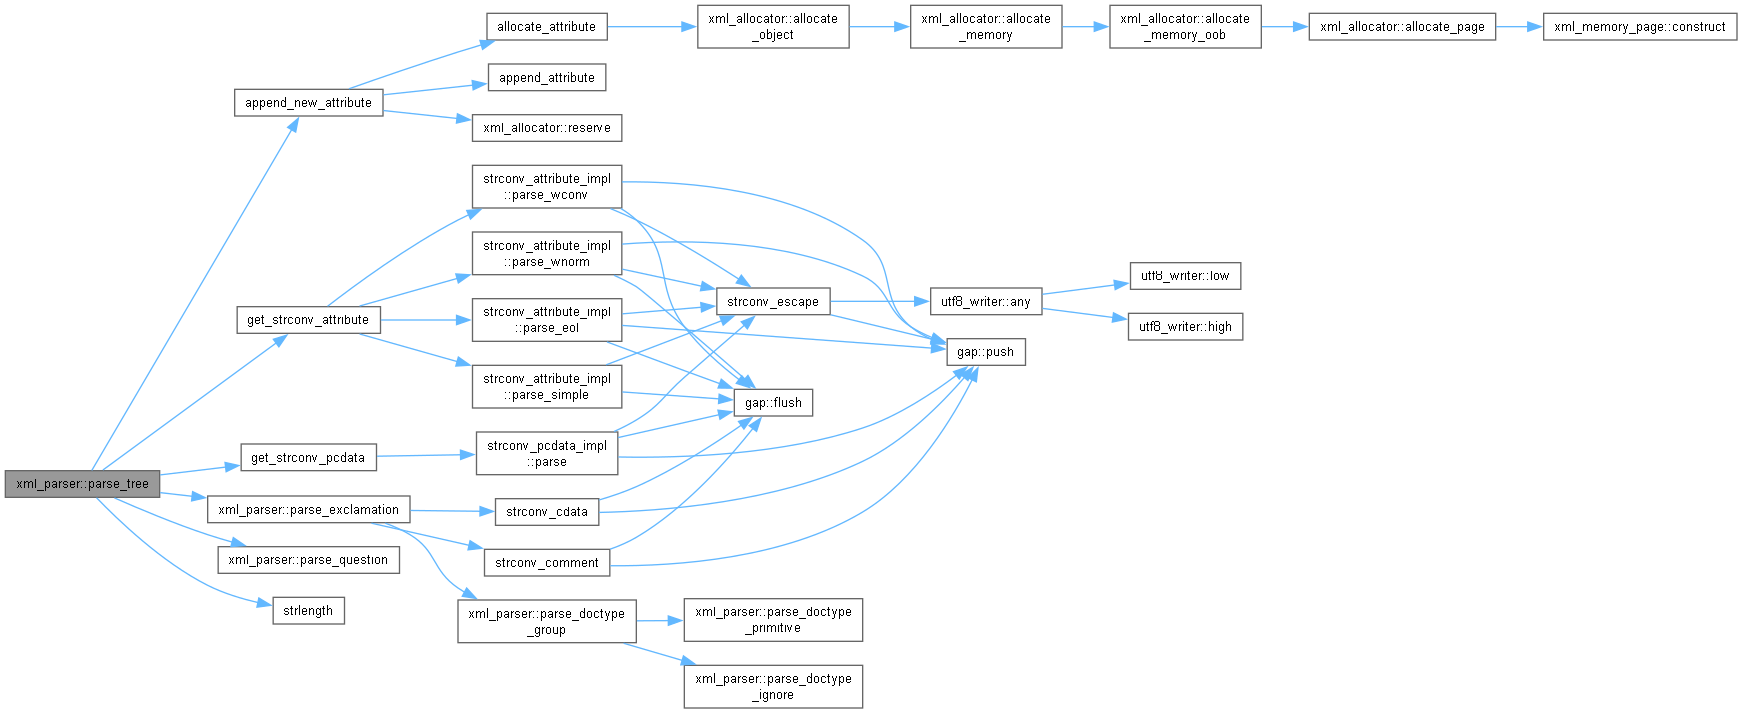 allocate_attribute
xml_allocator::allocate
_object
xml_allocator::allocate
_memory
xml_allocator::allocate
_memory_oob
xml_allocator::allocate_page
xml_memory_page::construct
append_attribute
append_new_attribute
xml_allocator::reserve
strconv_attribute_impl
::parse_wconv
strconv_attribute_impl
::parse_wnorm
utf8_writer::low
strconv_escape
utf8_writer::any
get_strconv_attribute
strconv_attribute_impl
::parse_eol
utf8_writer::high
gap::push
strconv_attribute_impl
::parse_simple
gap::flush
get_strconv_pcdata
strconv_pcdata_impl
::parse
xml_parser::parse_tree
xml_parser::parse_exclamation
strconv_cdata
xml_parser::parse_question
strconv_comment
strlength
xml_parser::parse_doctype
_group
xml_parser::parse_doctype
_primitive
xml_parser::parse_doctype
_ignore